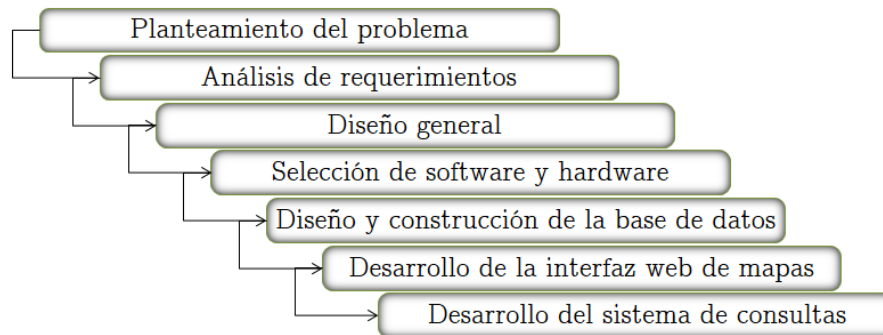 Planteamiento del problema
Análisis de requerimientos
Diseño general
Selección de software y hardware
Diseño y construcción de la base de datos
Desarrollo de la interfaz web de mapas
Desarrollo del sistema de consultas